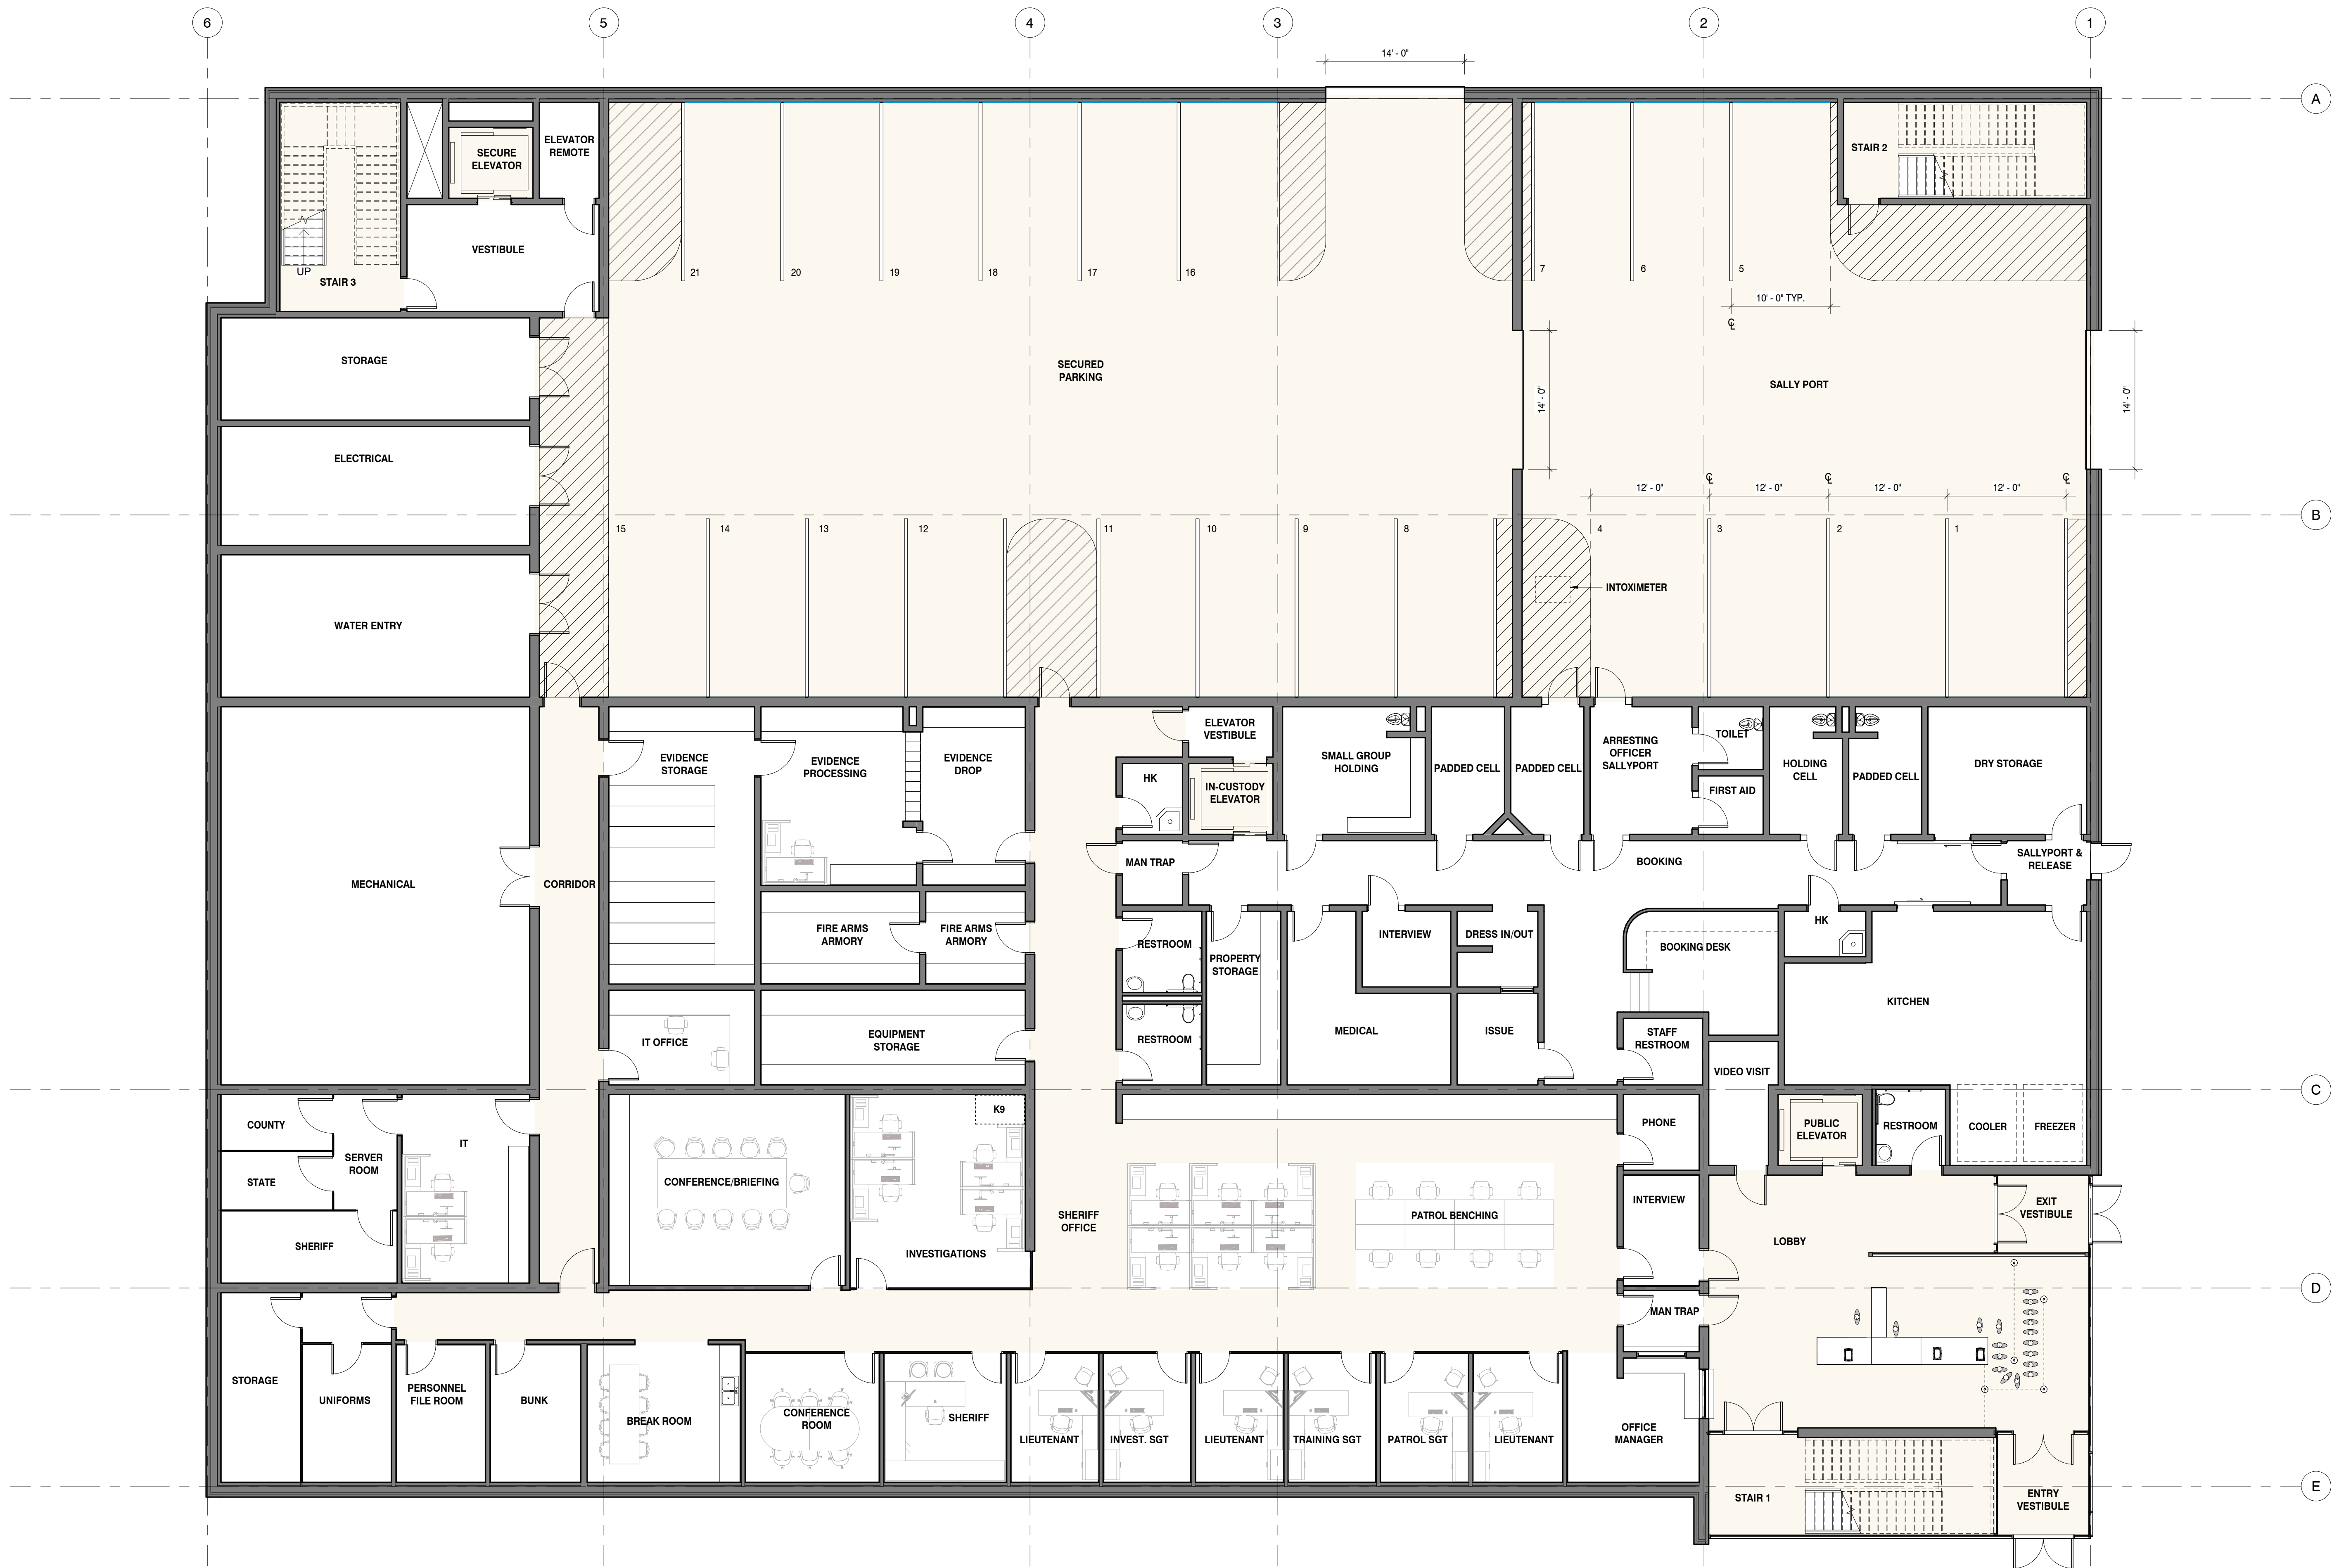 6
5
4
3
2
1
14' - 0"
A
ELEVATOR
REMOTE
SECURE
ELEVATOR
STAIR 2
VESTIBULE
UP
STAIR 3
21
20
19
18
17
16
7
6
5
10' - 0" TYP.
℄
STORAGE
SECURED
PARKING
SALLY PORT
14' - 0"
14' - 0"
ELECTRICAL
℄
℄
℄
12' - 0"
12' - 0"
12' - 0"
12' - 0"
B
15
14
13
12
11
10
9
8
4
3
2
1
INTOXIMETER
WATER ENTRY
EVIDENCE
STORAGE
EVIDENCE
PROCESSING
EVIDENCE
DROP
ELEVATOR
VESTIBULE
HK
IN-CUSTODY
ELEVATOR
SMALL GROUP
HOLDING
PADDED CELL
PADDED CELL
ARRESTING
OFFICER
SALLYPORT
TOILET
FIRST AID
HOLDING
CELL
PADDED CELL
DRY STORAGE
MAN TRAP
BOOKING
SALLYPORT &
RELEASE
MECHANICAL
CORRIDOR
FIRE ARMS
ARMORY
FIRE ARMS
ARMORY
RESTROOM
PROPERTY
STORAGE
INTERVIEW
DRESS IN/OUT
BOOKING DESK
HK
KITCHEN
IT OFFICE
EQUIPMENT
STORAGE
RESTROOM
MEDICAL
ISSUE
STAFF
RESTROOM
VIDEO VISIT
C
COUNTY
SERVER
ROOM
STATE
SHERIFF
IT
CONFERENCE/BRIEFING
K9
INVESTIGATIONS
SHERIFF
OFFICE
PATROL BENCHING
PHONE
INTERVIEW
PUBLIC
ELEVATOR
RESTROOM
COOLER
FREEZER
EXIT
VESTIBULE
LOBBY
D
MAN TRAP
STORAGE
UNIFORMS
PERSONNEL
FILE ROOM
BUNK
BREAK ROOM
CONFERENCE
ROOM
SHERIFF
LIEUTENANT
INVEST. SGT
LIEUTENANT
TRAINING SGT
PATROL SGT
LIEUTENANT
OFFICE
MANAGER
STAIR 1
ENTRY
VESTIBULE
E